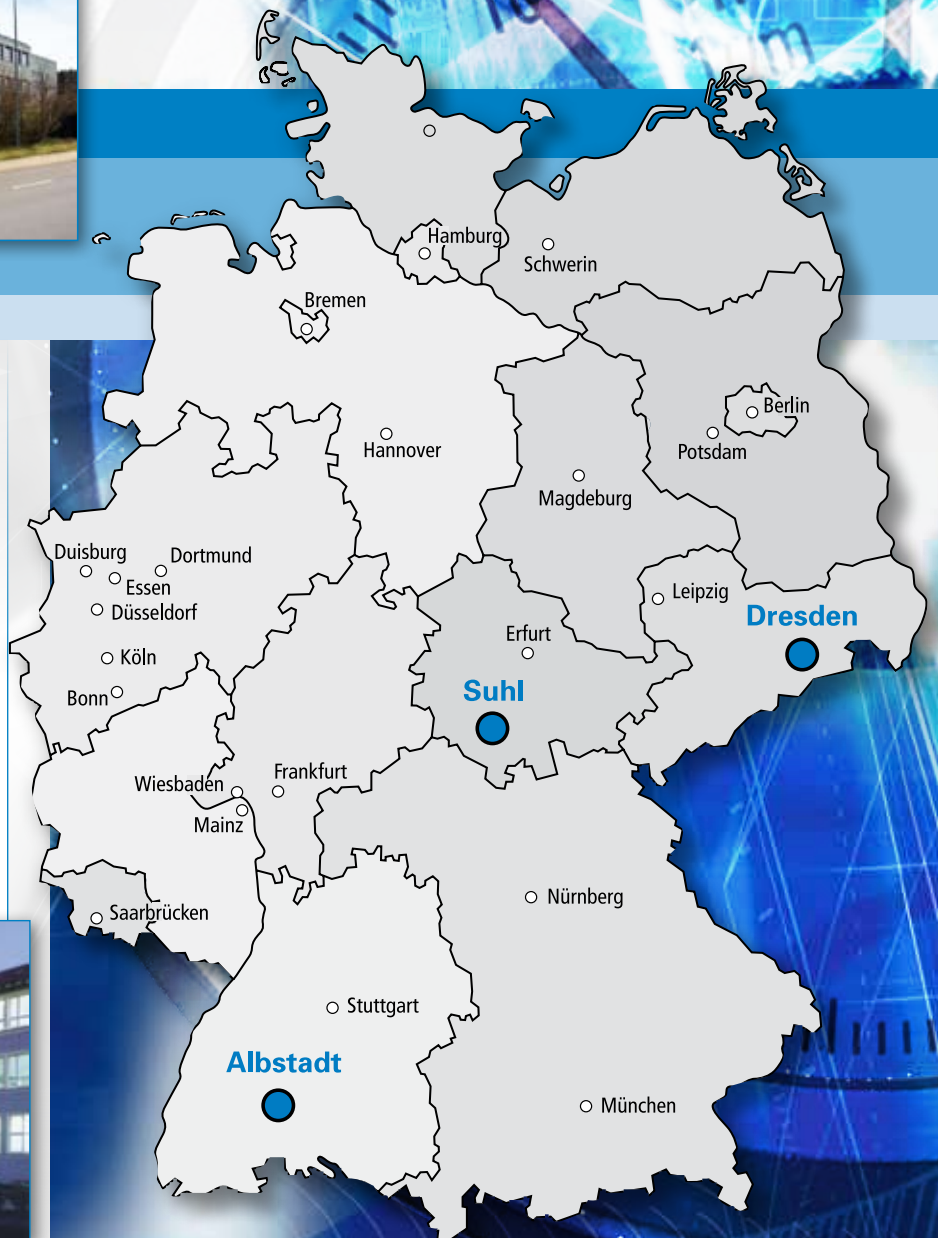 Hamburg
Schwerin
Bremen
Berlin
Hannover
Potsdam
Magdeburg
Duisburg
Dortmund
Essen
Düsseldorf
Leipzig
Dresden
Erfurt
Köln
Suhl
Bonn
Wiesbaden
Frankfurt
Mainz
Nürnberg
Saarbrücken
Stuttgart
Albstadt
München